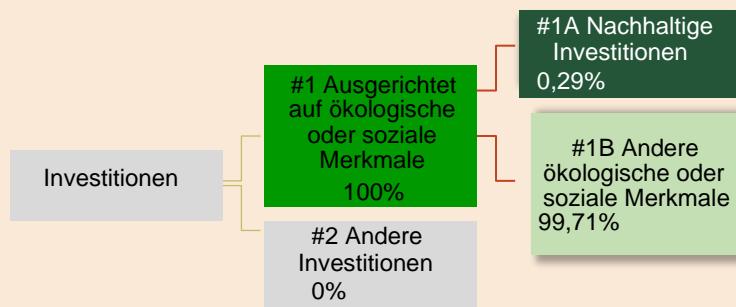 Investitionen
#1 Ausgerichtet
auf ökologische
oder soziale
Merkmale
100%
#2 Andere
Investitionen
0%
#1A Nachhaltige
Investitionen
0,29%
#1B Andere
ökologische oder
soziale Merkmale
99,71%